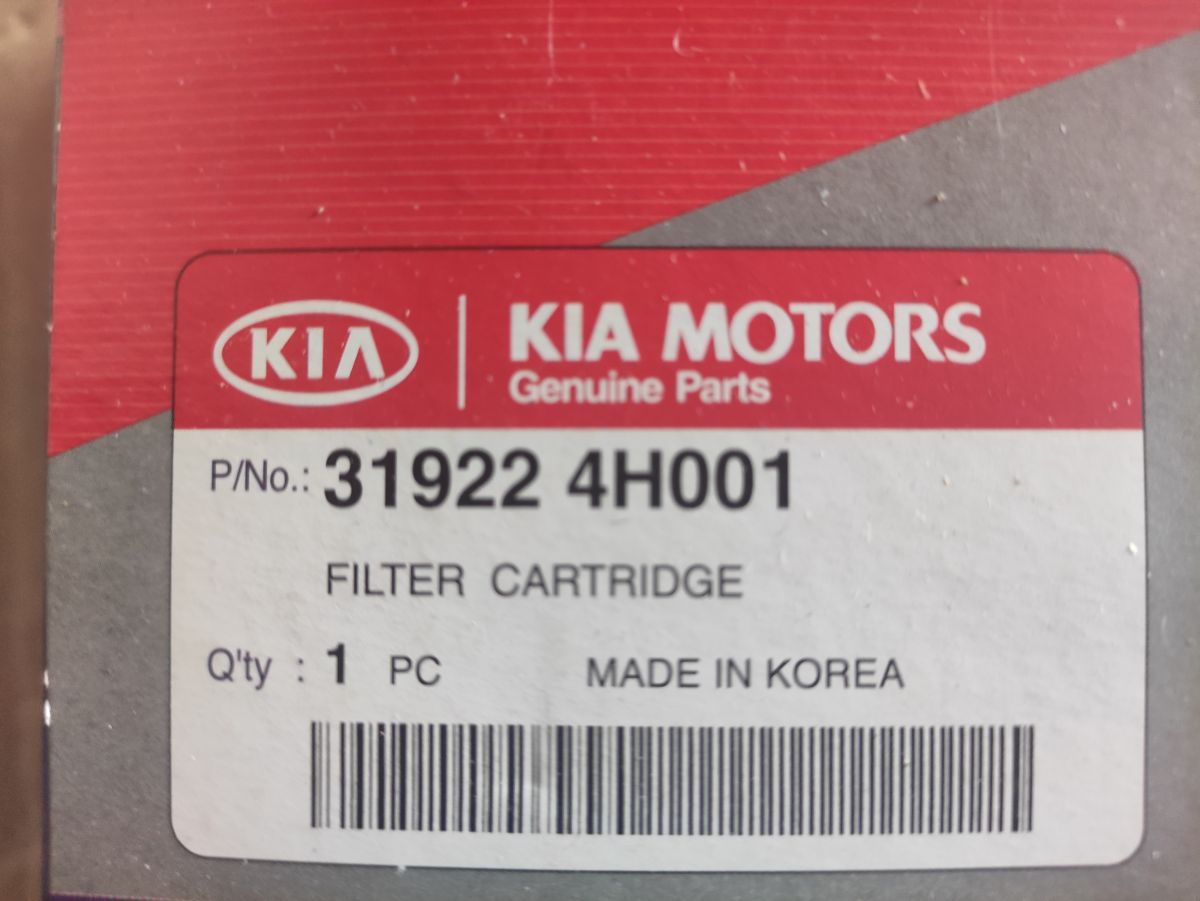 KIA
KIA MOTORS
Genuine Parts
P/No.: 31922 4H001
FILTER CARTRIDGE
Q'ty : 1 PC MADE IN KOREA